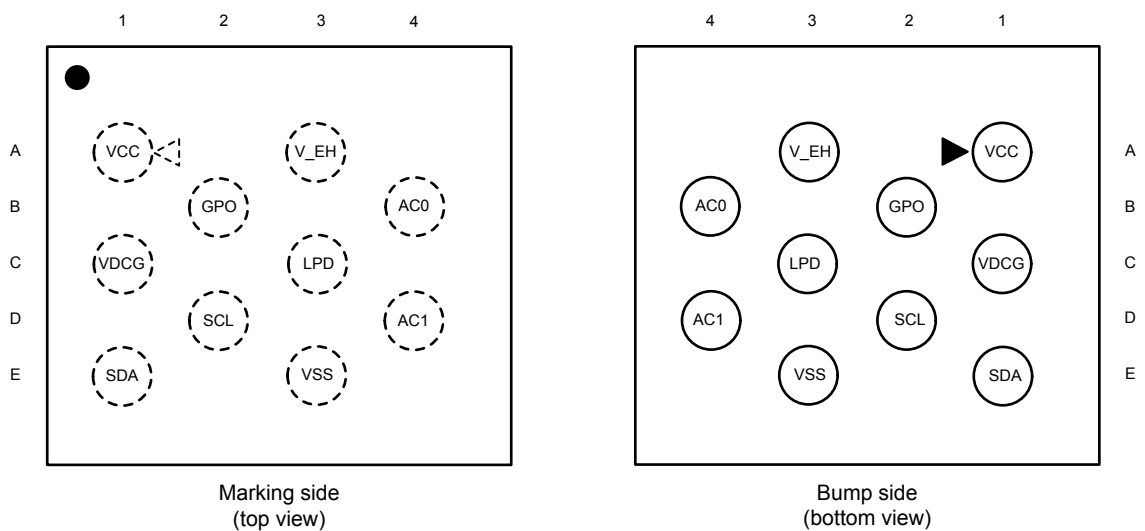 1 2 3 4 4 3 2 1
A VCC V_EH V_EH VCC A
B GPO AC0 AC0 GPO B
C VDCG LPD LPD VDCG C
D SCL AC1 AC1 SCL D
E SDA VSS VSS SDA E
Marking side
(top view)
Bump side
(bottom view)